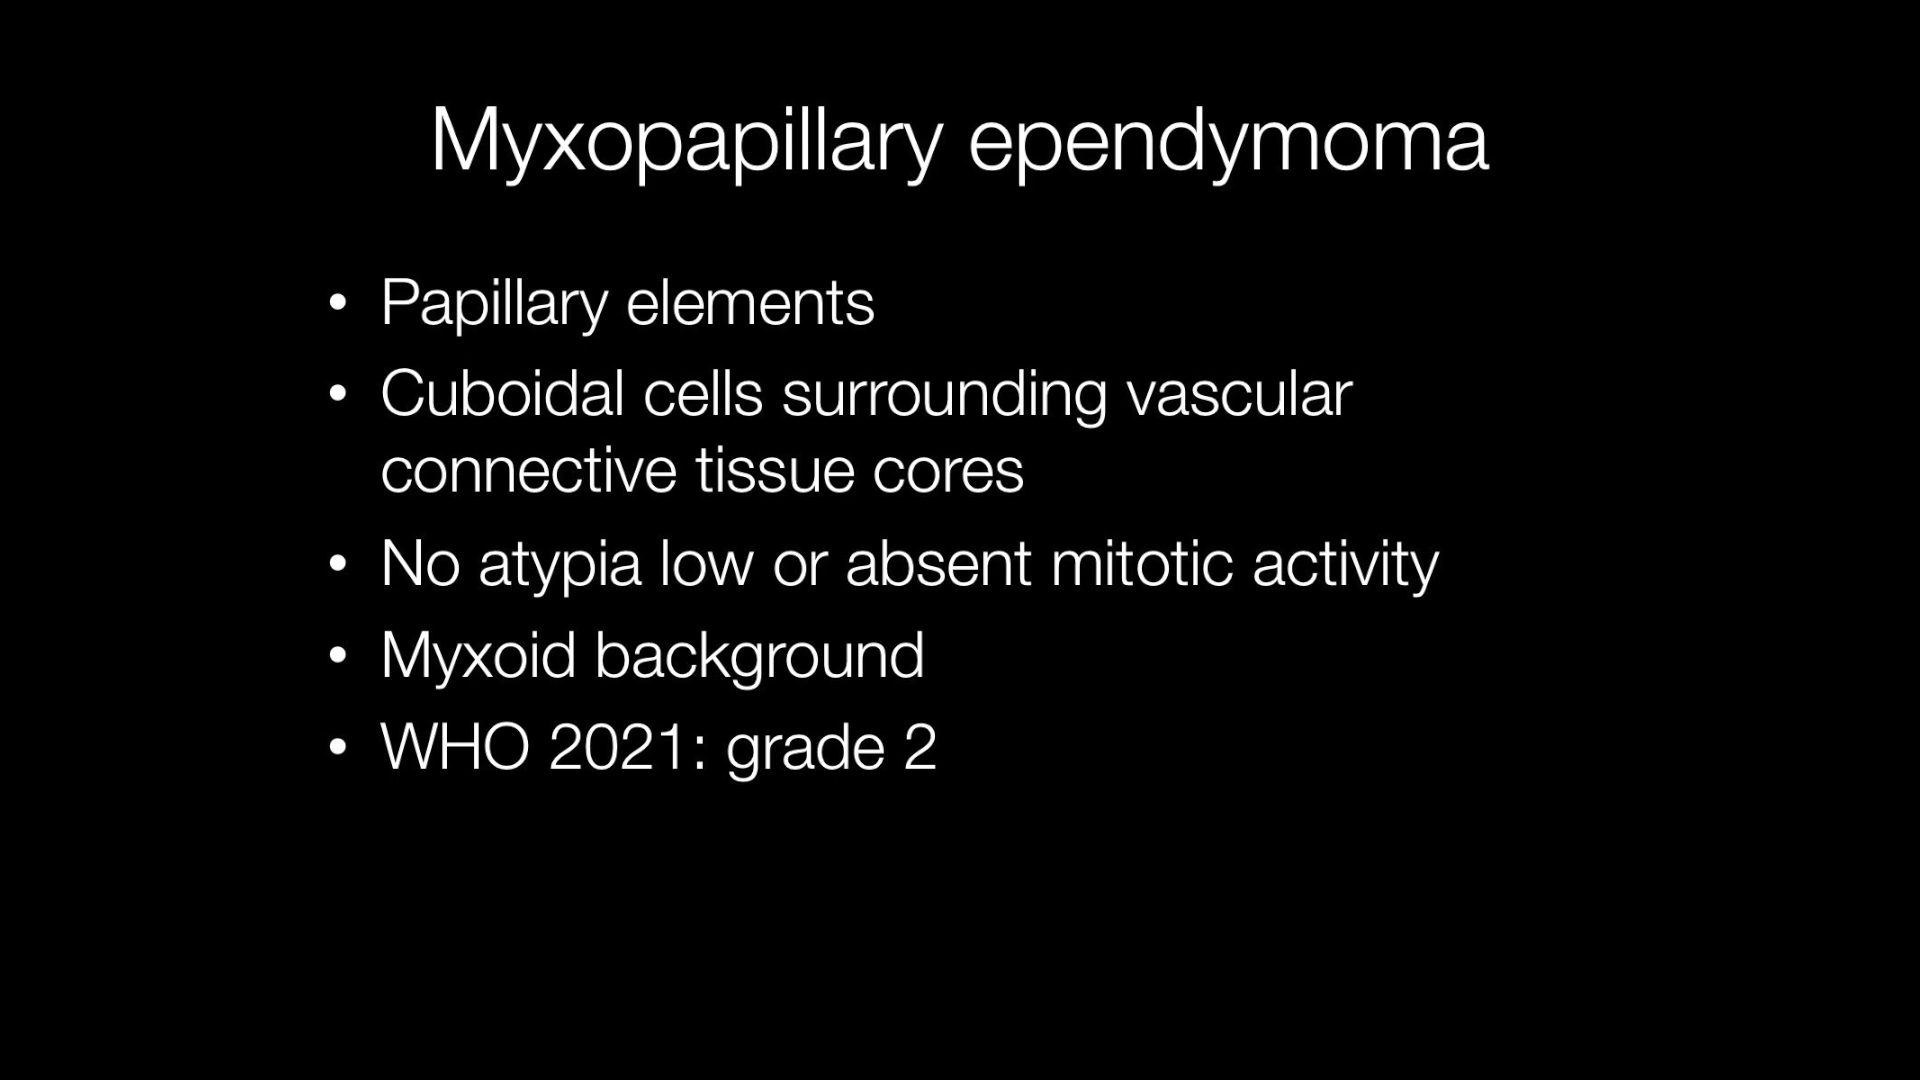 Myxopapillary ependymoma
• Papillary elements
• Cuboidal cells surrounding vascular
connective tissue cores
• No atypia low or absent mitotic activity
• Myxoid background
• WHO 2021: grade 2